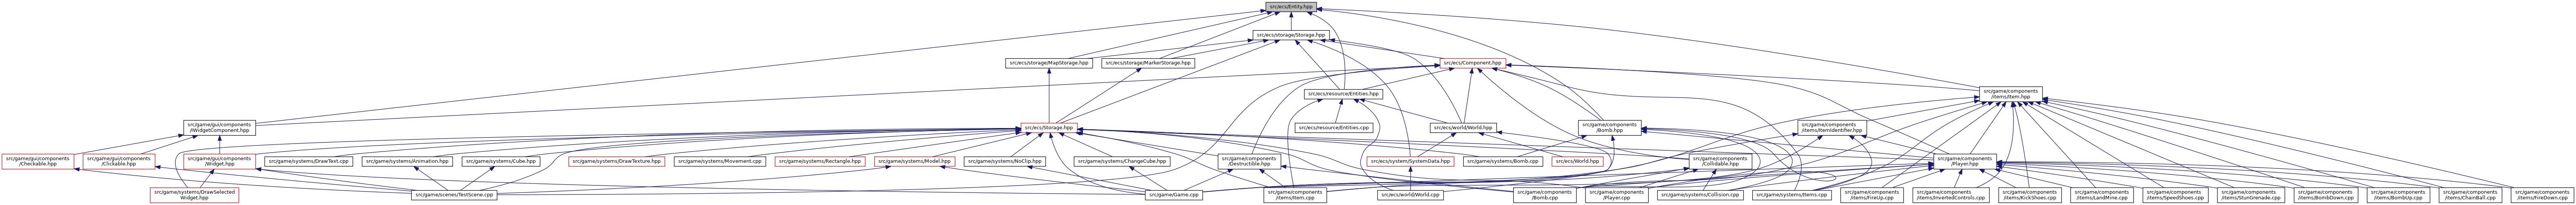 src/ecs/Entity.hpp
src/ecs/storage/Storage.hpp
src/ecs/storage/MapStorage.hpp
src/ecs/storage/MarkerStorage.hpp
src/ecs/Component.hpp
src/ecs/resource/Entities.hpp
src/game/components
/items/Item.hpp
src/game/gui/components
/IWidgetComponent.hpp
src/ecs/Storage.hpp
src/ecs/resource/Entities.cpp
src/ecs/world/World.hpp
src/game/components
/Bomb.hpp
src/game/components
/items/ItemIdentifier.hpp
src/game/gui/components
/Checkable.hpp
src/game/gui/components
/Clickable.hpp
src/game/gui/components
/Widget.hpp
src/game/systems/DrawText.cpp
src/game/systems/Animation.hpp
src/game/systems/Cube.hpp
src/game/systems/DrawTexture.hpp
src/game/systems/Movement.cpp
src/game/systems/Rectangle.hpp
src/game/systems/Model.hpp
src/game/systems/NoClip.hpp
src/game/systems/ChangeCube.hpp
src/game/components
/Destructible.hpp
src/ecs/system/SystemData.hpp
src/game/systems/Bomb.cpp
src/ecs/World.hpp
src/game/components
/Collidable.hpp
src/game/components
/Player.hpp
src/game/systems/DrawSelected
Widget.hpp
src/game/scenes/TestScene.cpp
src/game/Game.cpp
src/game/components
/items/Item.cpp
src/ecs/world/World.cpp
src/game/components
/Bomb.cpp
src/game/components
/Player.cpp
src/game/systems/Collision.cpp
src/game/systems/Items.cpp
src/game/components
/items/FireUp.cpp
src/game/components
/items/InvertedControls.cpp
src/game/components
/items/KickShoes.cpp
src/game/components
/items/LandMine.cpp
src/game/components
/items/SpeedShoes.cpp
src/game/components
/items/StunGrenade.cpp
src/game/components
/items/BombDown.cpp
src/game/components
/items/BombUp.cpp
src/game/components
/items/ChainBall.cpp
src/game/components
/items/FireDown.cpp